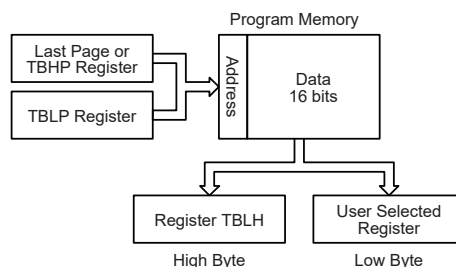 Program Memory
Last Page or
TBHP Register
TBLP Register
Address
Data
16 bits
Register TBLH
User Selected
Register
High Byte
Low Byte